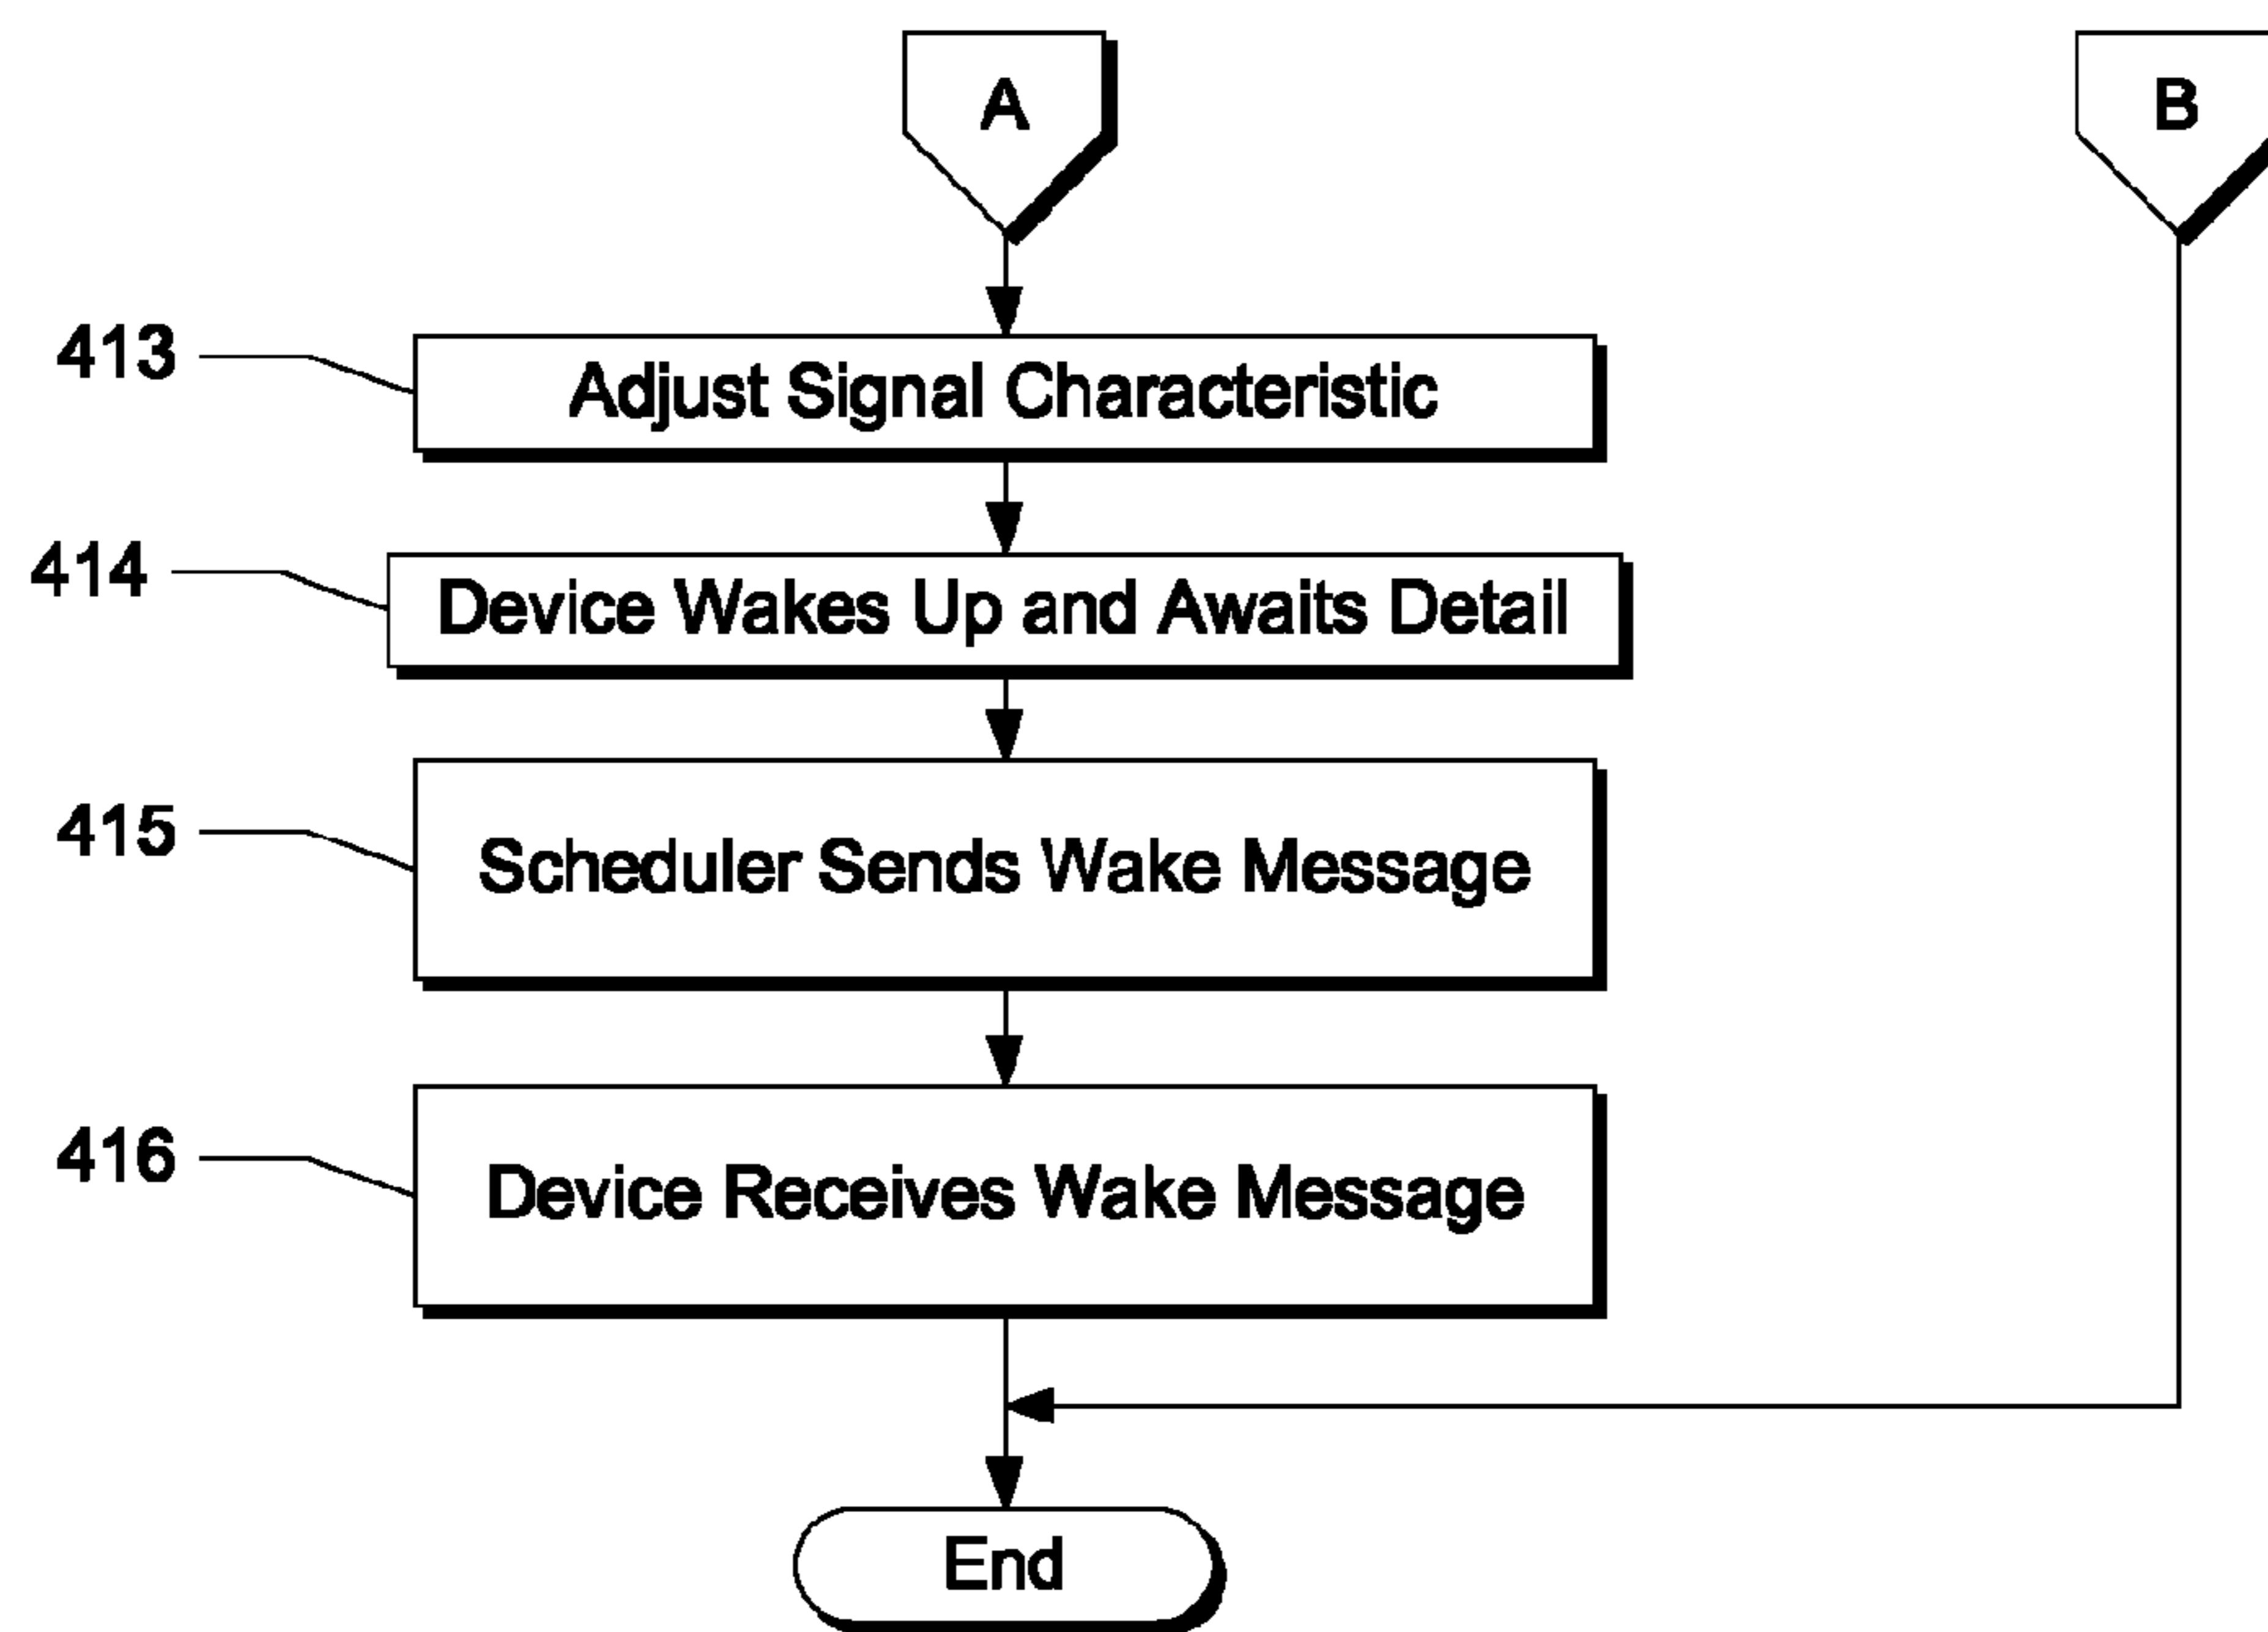 A
B
413
Adjust Signal Characteristic
414
Device Wakes Up and Awaits Detail
415
Scheduler Sends Wake Message
416
Device Receives Wake Message
End